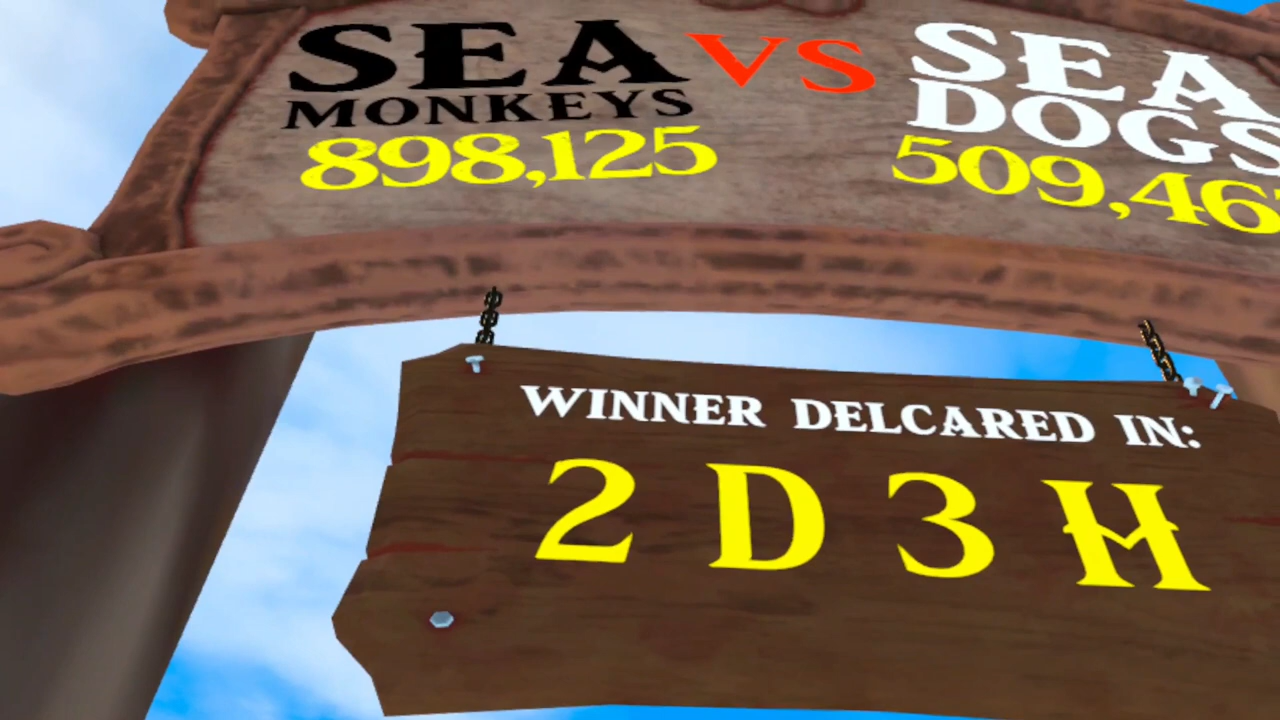 SEA VS SEA
MONKEYS DOGS
898,125
WINNER DELCARED IN:
2 D 3 H